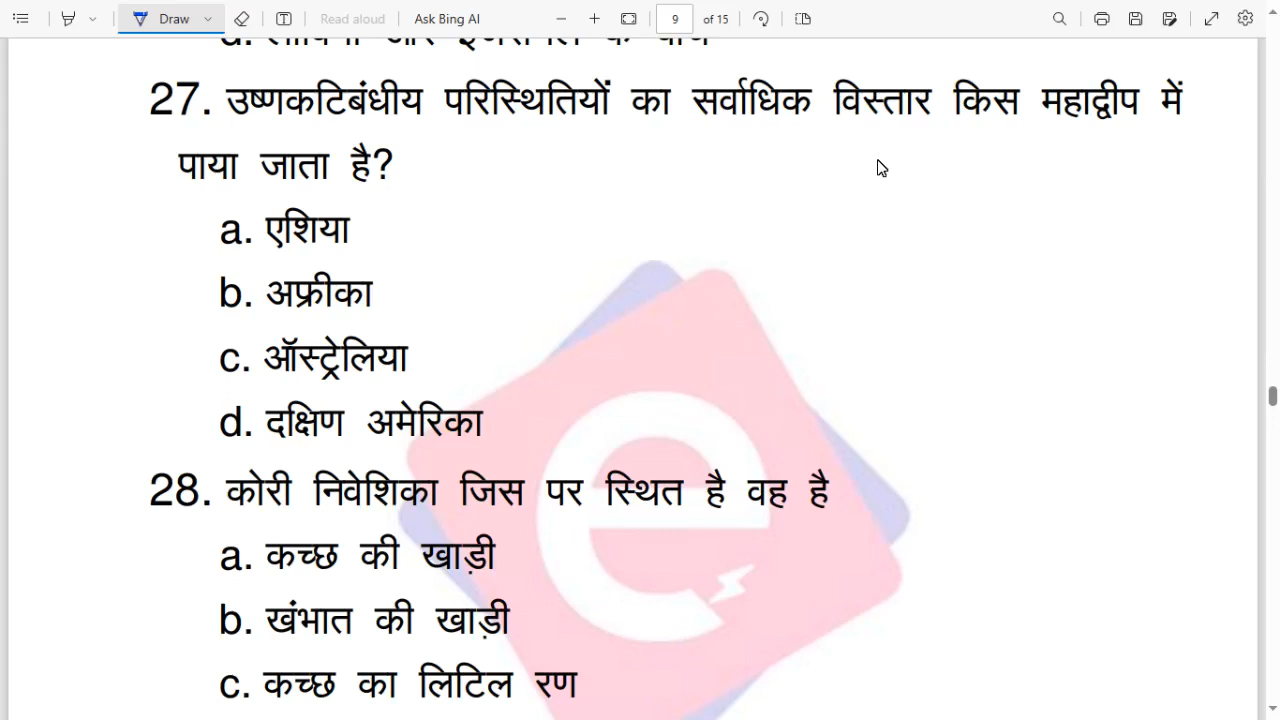 Draw
Read aloud
Ask Bing AI
9
of 15
27. उष्णकटिबंधीय परिस्थितियों का सर्वाधिक विस्तार किस महाद्वीप में
पाया जाता है?
a. एशिया
b. अफ्रीका
c. ऑस्ट्रेलिया
d. दक्षिण अमेरिका
28. कोरी निवेशिका जिस पर स्थित है वह है
a. कच्छ की खाड़ी
b. खंभात की खाड़ी
c. कच्छ का लिटिल रण